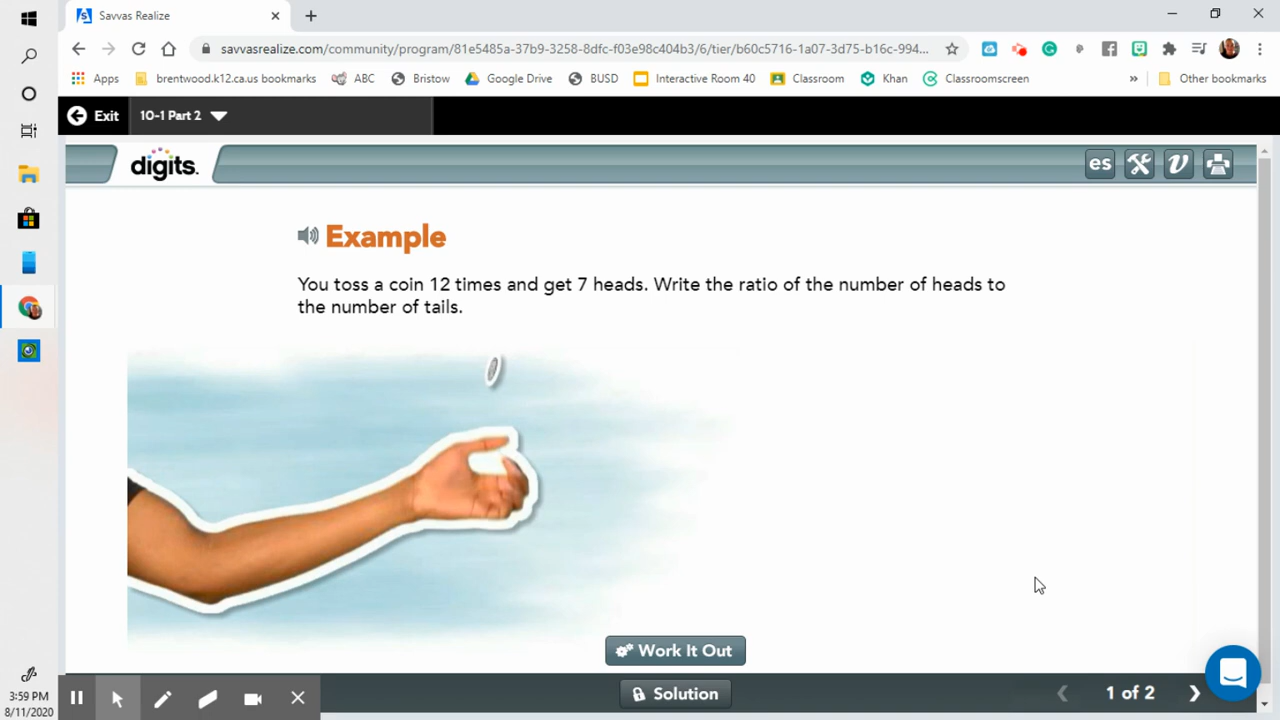 Savvas Realize
savvasrealize.com/community/program/81e5485a-37b9-3258-8dfc-f03e98c404b3/6/tier/b60c5716-1a07-3d75-b16c-994...
Apps brentwood.k12.ca.us bookmarks ABC Bristow Google Drive BUSD Interactive Room 40 Classroom Khan Classroomscreen » Other bookmarks
Exit 10-1 Part 2
digits. es
Example
You toss a coin 12 times and get 7 heads. Write the ratio of the number of heads to
the number of tails.
Work It Out
Solution 1 of 2
3:59 PM
8/11/2020